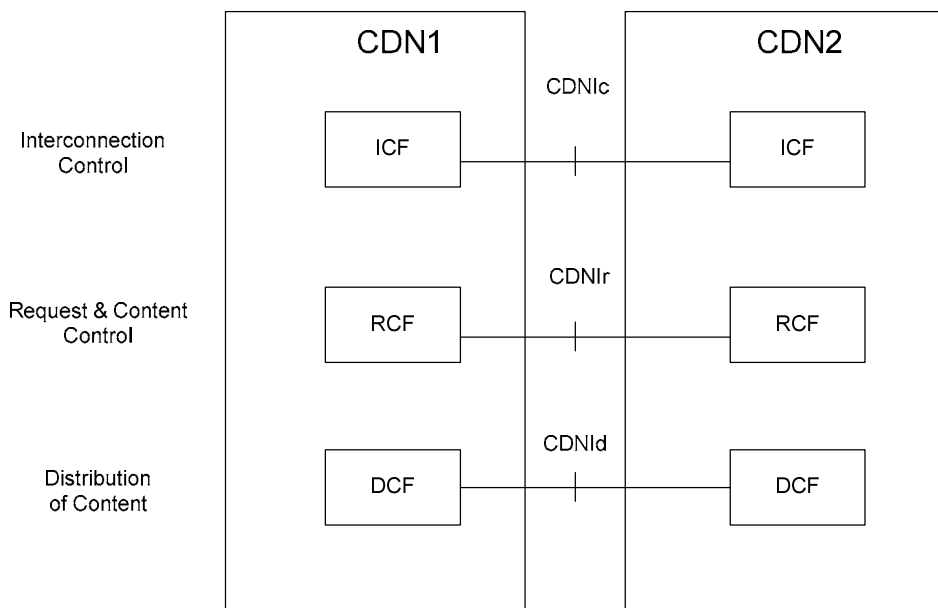 CDN1
CDN2
CDNIc
Interconnection
Control
ICF
ICF
CDNIr
Request & Content
Control
RCF
RCF
CDNId
Distribution
of Content
DCF
DCF